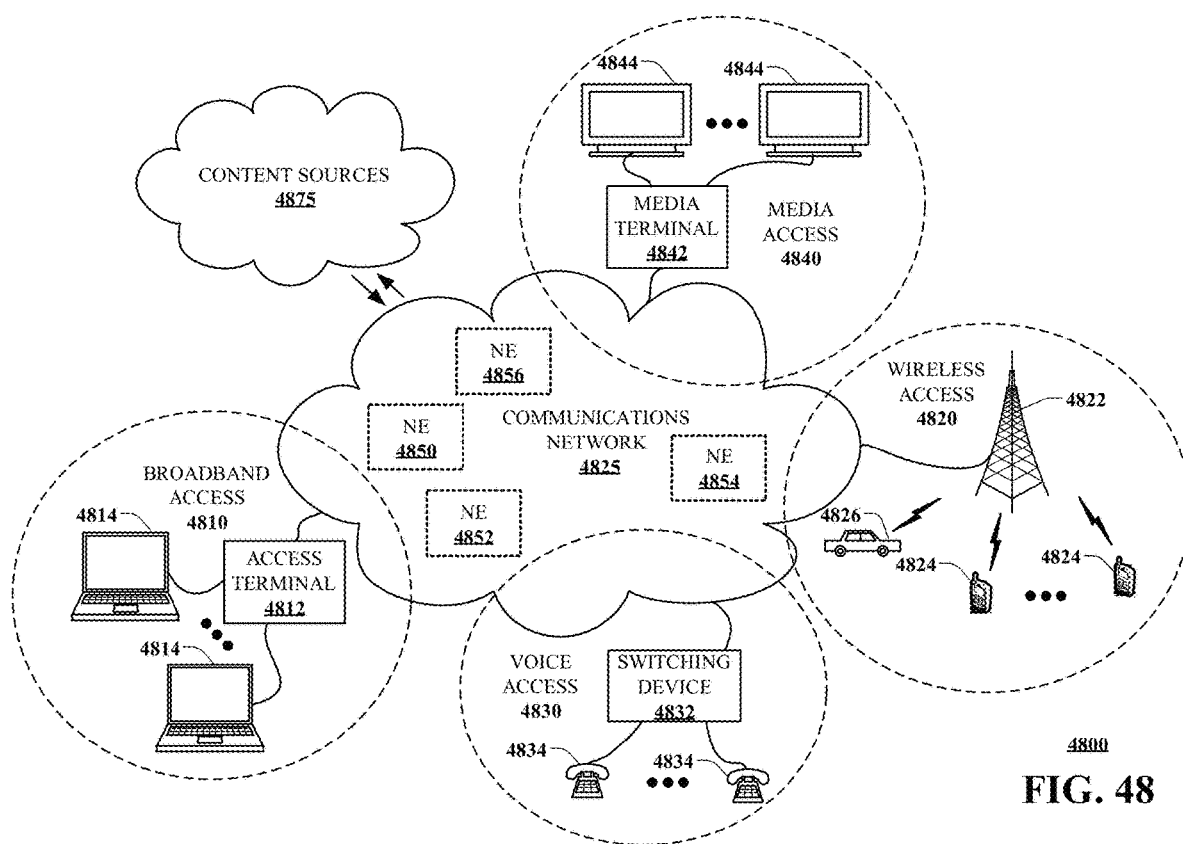 4844
4844
CONTENT SOURCES
4875
MEDIA
TERMINAL
4842
MEDIA
ACCESS
4840
NE
4856
COMMUNICATIONS
NETWORK
4825
NE
4850
NE
4854
NE
4852
WIRELESS
ACCESS
4820
4822
4826
4824
4824
BROADBAND
ACCESS
4810
4814
ACCESS
TERMINAL
4812
4814
VOICE
ACCESS
4830
SWITCHING
DEVICE
4832
4834
4834
4800
FIG. 48